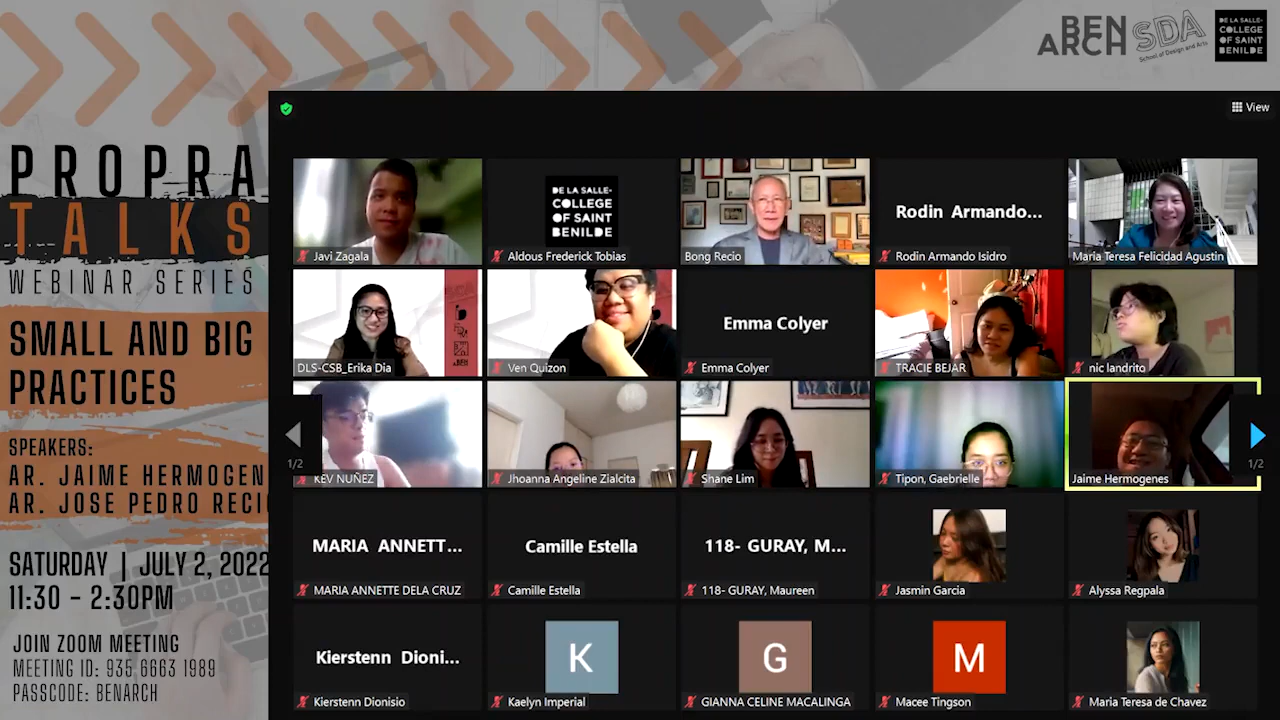 BEN
ARCH
SDA
School of Design and Arts
DE LA SALLE-
COLLEGE
OF SAINT
BENILDE
PROPRA
TALKS
WEBINAR SERIES
SMALL AND BIG
PRACTICES
SPEAKERS:
AR. JAIME HERMOGEN
AR. JOSE PEDRO RECI
SATURDAY | JULY 2, 2022
11:30 - 2:30PM
JOIN ZOOM MEETING
MEETING ID: 935 6663 1989
PASSCODE: BENARCH
View
Javi Zagala
DE LA SALLE-
COLLEGE
OF SAINT
BENILDE
Aldous Frederick Tobias
Bong Recio
Rodin Armando...
Rodin Armando Isidro
Maria Teresa Felicidad Agustin
DLS-CSB_Erika Dia
Ven Quizon
Emma Colyer
Emma Colyer
TRACIE BEJAR
nic landrito
1/2
KEV NUÑEZ
Jhoanna Angeline Zialcita
Shane Lim
Tipon, Gaebrielle
Jaime Hermogenes
1/2
MARIA ANNETT...
MARIA ANNETTE DELA CRUZ
Camille Estella
Camille Estella
118- GURAY, M...
118- GURAY, Maureen
Jasmin Garcia
Alyssa Regpala
Kierstenn Dioni...
Kierstenn Dionisio
K
Kaelyn Imperial
G
GIANNA CELINE MACALINGA
M
Macee Tingson
Maria Teresa de Chavez